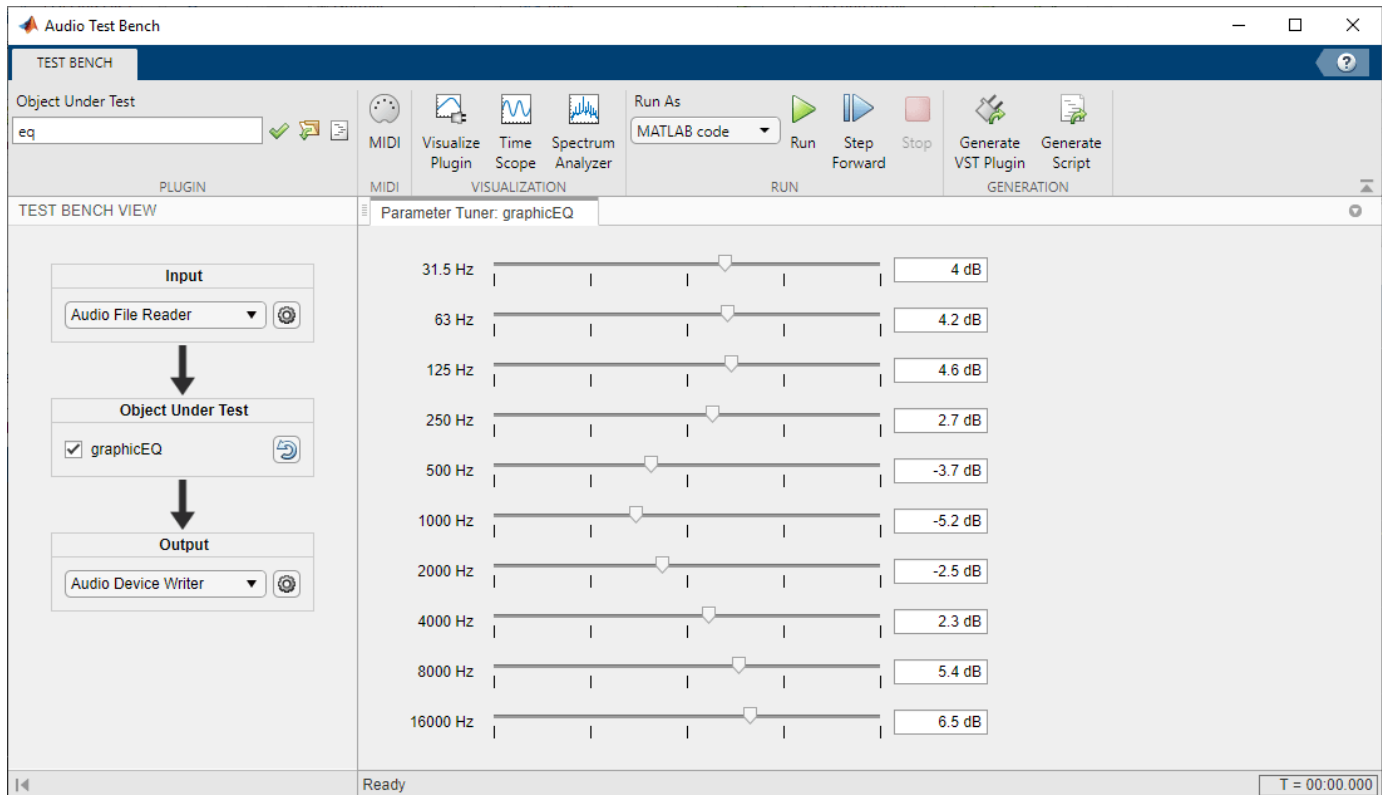 Audio Test Bench
TEST BENCH
?
Object Under Test
eq
PLUGIN
MIDI
MIDI
Visualize Plugin
Time Scope
Spectrum Analyzer
VISUALIZATION
Run As
MATLAB code
Run
Step Forward
Stop
RUN
Generate VST Plugin
Generate Script
GENERATION
TEST BENCH VIEW
Input
Audio File Reader
Object Under Test
graphicEQ
Output
Audio Device Writer
Parameter Tuner: graphicEQ
31.5 Hz 4 dB
63 Hz 4.2 dB
125 Hz 4.6 dB
250 Hz 2.7 dB
500 Hz -3.7 dB
1000 Hz -5.2 dB
2000 Hz -2.5 dB
4000 Hz 2.3 dB
8000 Hz 5.4 dB
16000 Hz 6.5 dB
Ready
T = 00:00.000